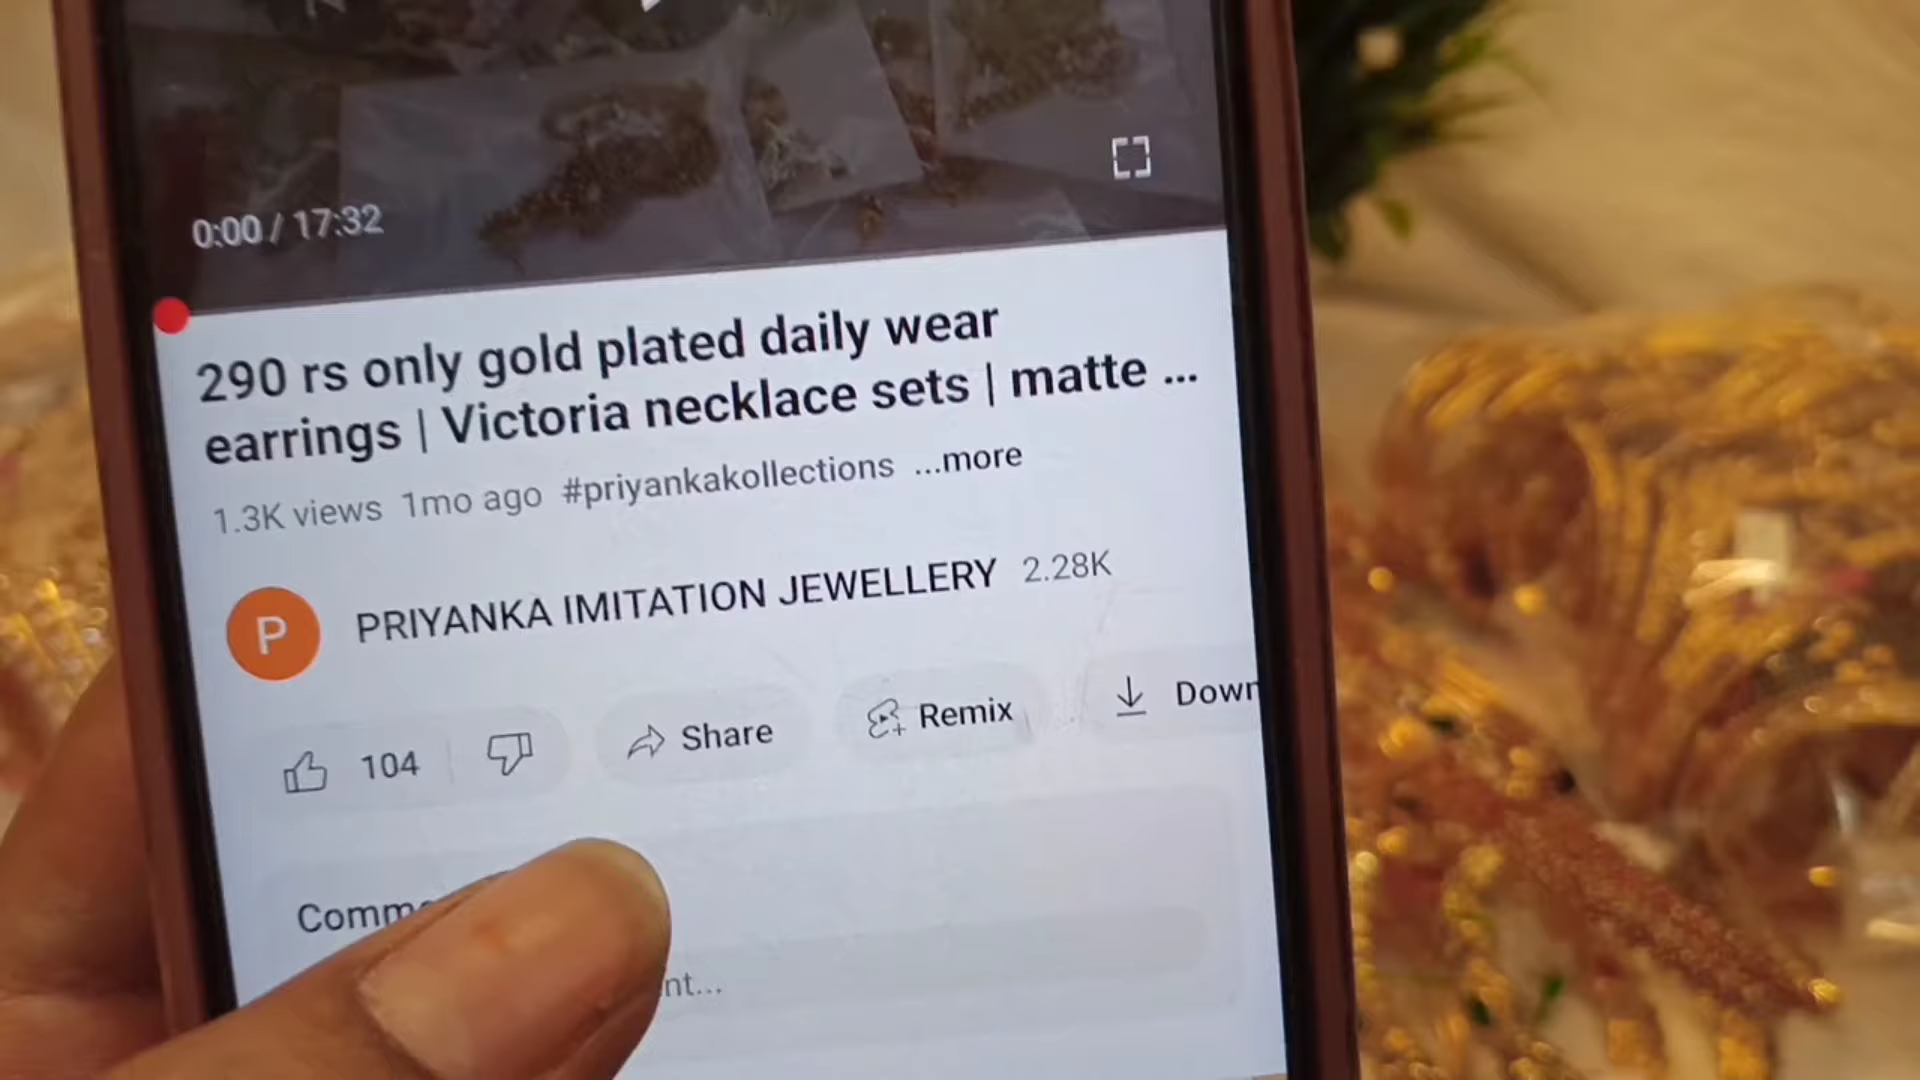 0:00 / 17:32
290 rs only gold plated daily wear
earrings | Victoria necklace sets | matte ...
1.3K views 1mo ago #priyankakollections ...more
P
PRIYANKA IMITATION JEWELLERY 2.28K
104 Share Remix Down